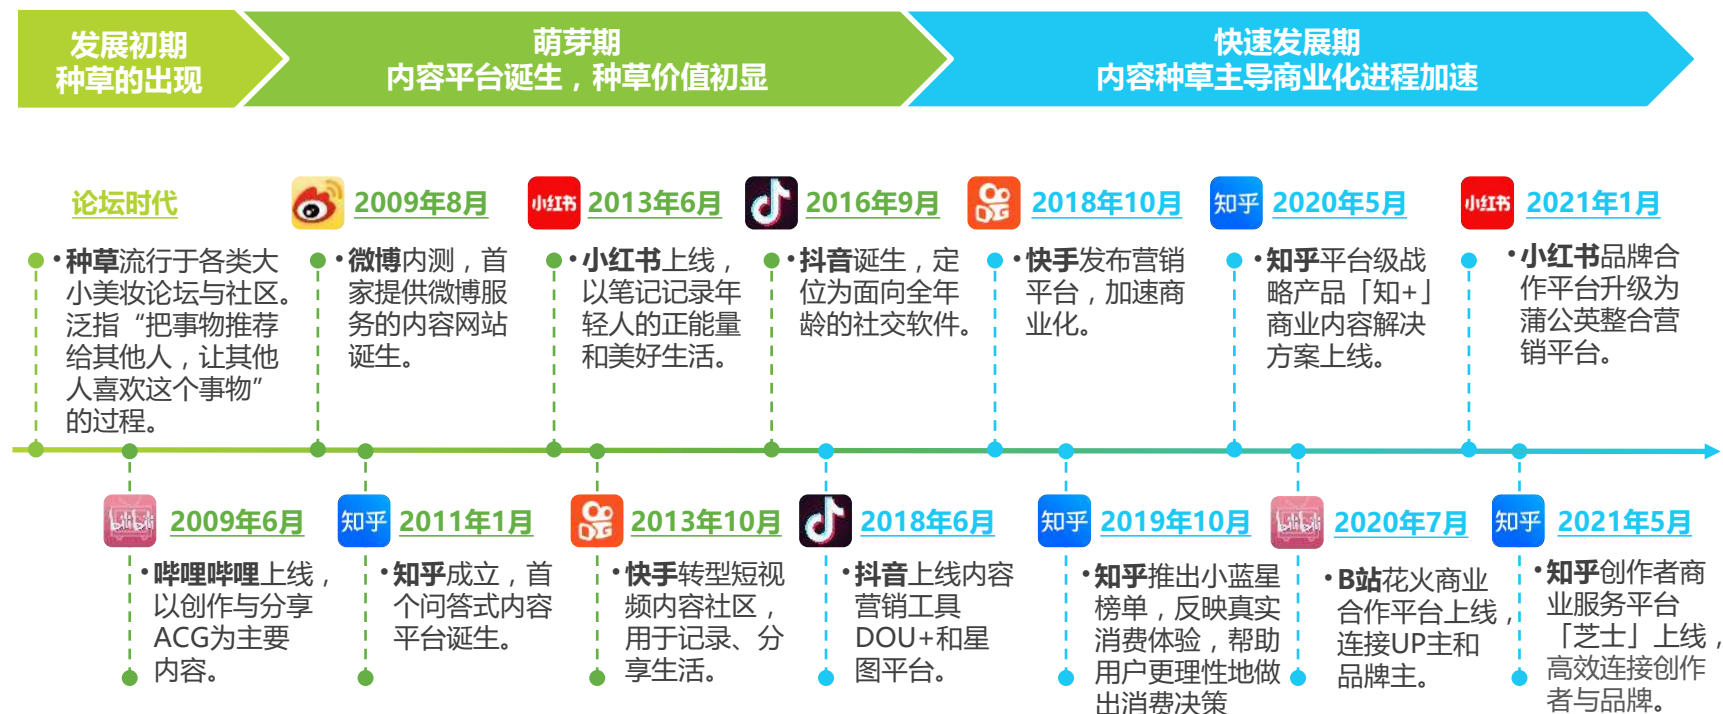 发展初期
种草的出现
萌芽期
内容平台诞生，种草价值初显
快速发展期
内容种草主导商业化进程加速
论坛时代
•种草流行于各类大
小美妆论坛与社区。
泛指“把事物推荐
给其他人，让其他
人喜欢这个事物”
的过程。
2009年8月
•微博内测，首
家提供微博服
务的内容网站
诞生。
小红书
2013年6月
•小红书上线，
以笔记记录年
轻人的正能量
和美好生活。
2016年9月
•抖音诞生，定
位为面向全年
龄的社交软件。
2018年10月
•快手发布营销
平台，加速商
业化。
知乎
2020年5月
•知乎平台级战
略产品「知+」
商业内容解决
方案上线。
小红书
2021年1月
•小红书品牌合
作平台升级为
蒲公英整合营
销平台。
bilibili
2009年6月
•哔哩哔哩上线，
以创作与分享
ACG为主要
内容。
知乎
2011年1月
•知乎成立，首
个问答式内容
平台诞生。
2013年10月
•快手转型短视
频内容社区，
用于记录、分
享生活。
2018年6月
•抖音上线内容
营销工具
DOU+和星
图平台。
知乎
2019年10月
•知乎推出小蓝星
榜单，反映真实
消费体验，帮助
用户更理性地做
出消费决策
bilibili
2020年7月
•B站花火商业
合作平台上线，
连接UP主和
品牌主。
知乎
2021年5月
•知乎创作者商
业服务平台
「芝士」上线，
高效连接创作
者与品牌。